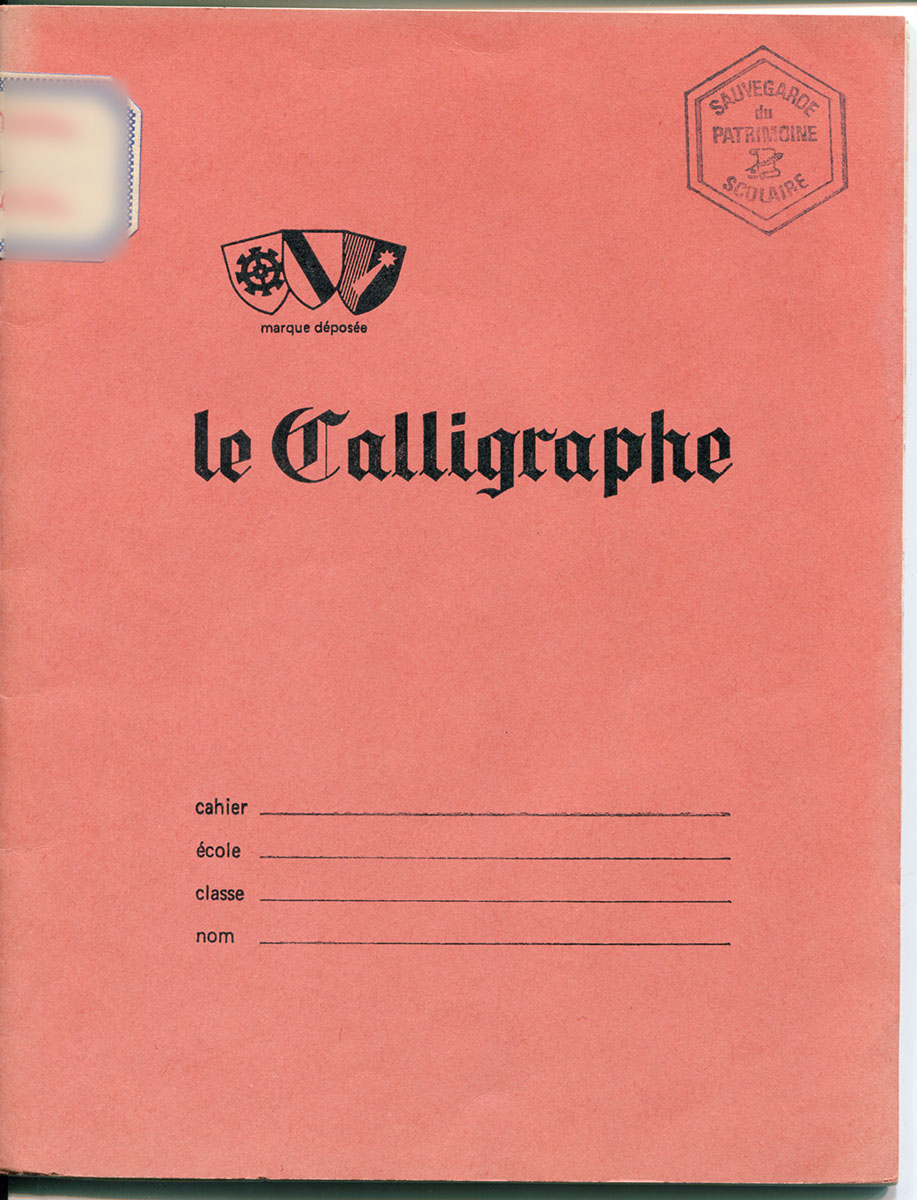 SAUVEGARDE
du
PATRIMOINE
SCOLAIRE
marque déposée
le Calligraphe
cahier
école
classe
nom